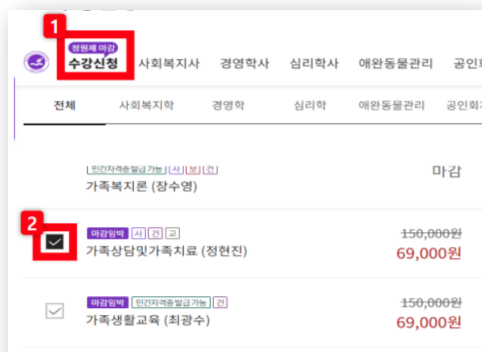 1
정원제 마감
수강신청 사회복지사 경영학사 심리학사 애완동물관리 공인회
전체 사회복지학 경영학 심리학 애완동물관리 공인회계
민간자격증발급가능 사 보 건 마감
가족복지론 (장수영)
2
마감임박 사 건 교 150,000원
가족상담및가족치료 (정현진) 69,000원
마감임박 민간자격증발급가능 건 150,000원
가족생활교육 (최광수) 69,000원